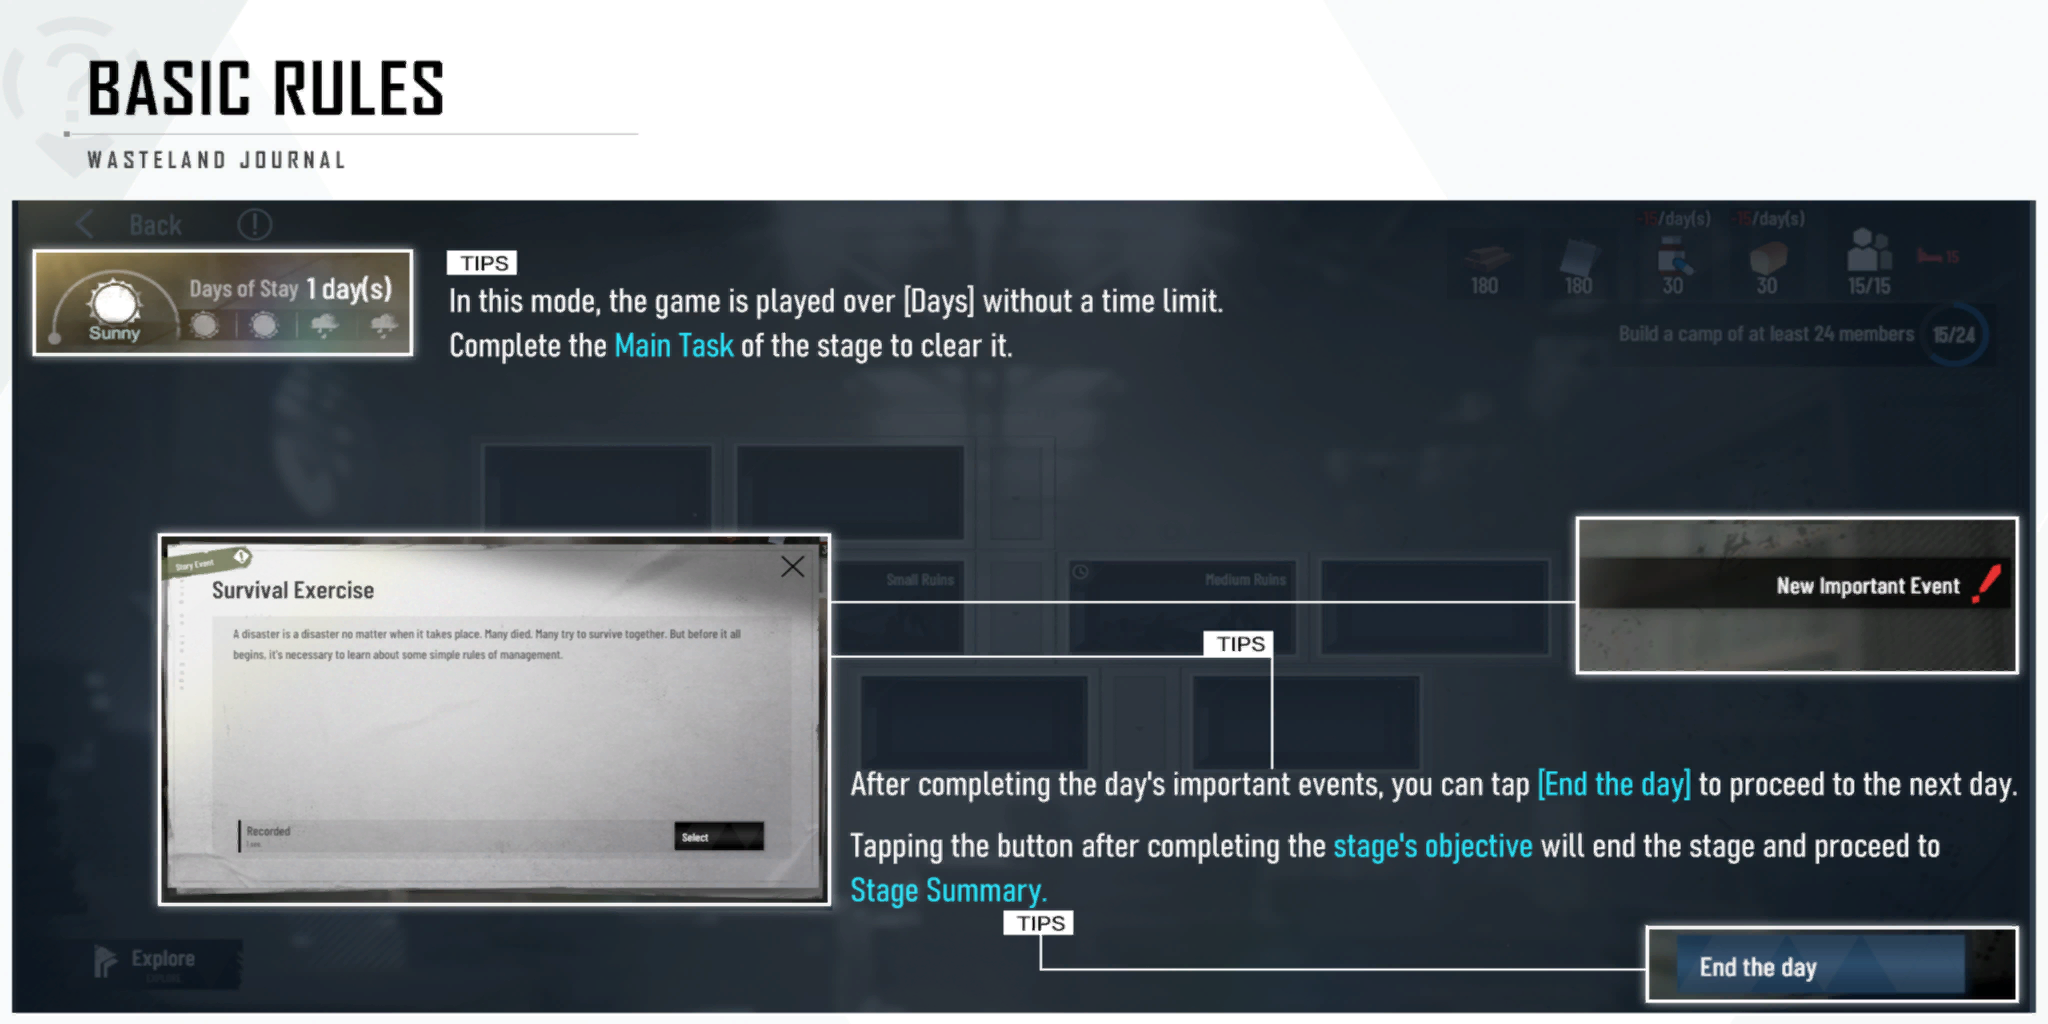 BASIC RULES
WASTELAND JOURNAL
Back
-15/day(s)
-15/day(s)
180
180
30
30
15/15
15
Days of Stay 1 day(s)
Sunny
TIPS
In this mode, the game is played over [Days] without a time limit.
Complete the Main Task of the stage to clear it.
Build a camp of at least 24 members
15/24
Story Event
Survival Exercise
A disaster is a disaster no matter when it takes place. Many died. Many try to survive together. But before it all
begins, it's necessary to learn about some simple rules of management.
Recorded
Select
Small Ruins
Medium Ruins
New Important Event
TIPS
After completing the day's important events, you can tap [End the day] to proceed to the next day.
Tapping the button after completing the stage's objective will end the stage and proceed to
Stage Summary.
TIPS
Explore
EXPLORE
End the day